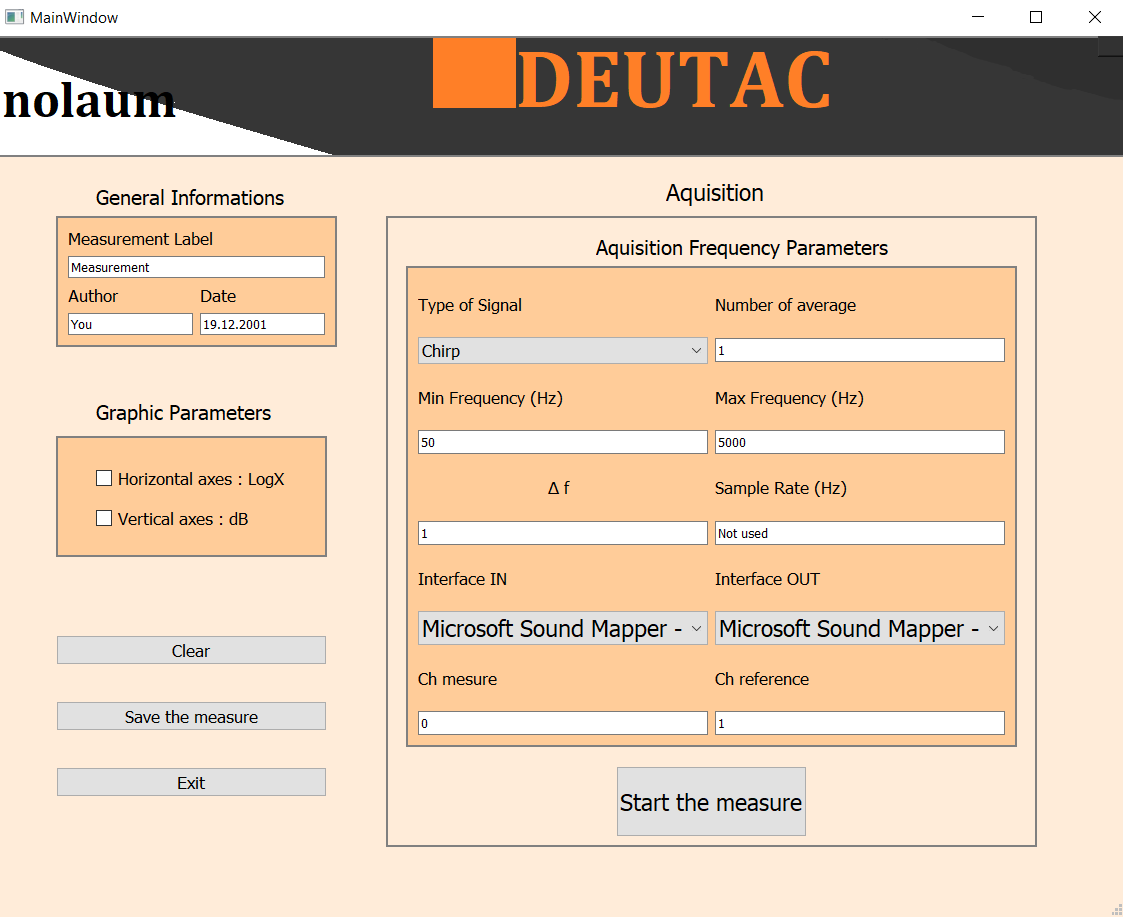 MainWindow
nolaum
DEUTAC
General Informations
Measurement Label
Measurement
Author Date
You 19.12.2001
Graphic Parameters
Horizontal axes : LogX
Vertical axes : dB
Clear
Save the measure
Exit
Aquisition
Aquisition Frequency Parameters
Type of Signal Number of average
Chirp 1
Min Frequency (Hz) Max Frequency (Hz)
50 5000
Δ f Sample Rate (Hz)
1 Not used
Interface IN Interface OUT
Microsoft Sound Mapper - Microsoft Sound Mapper -
Ch mesure Ch reference
0 1
Start the measure